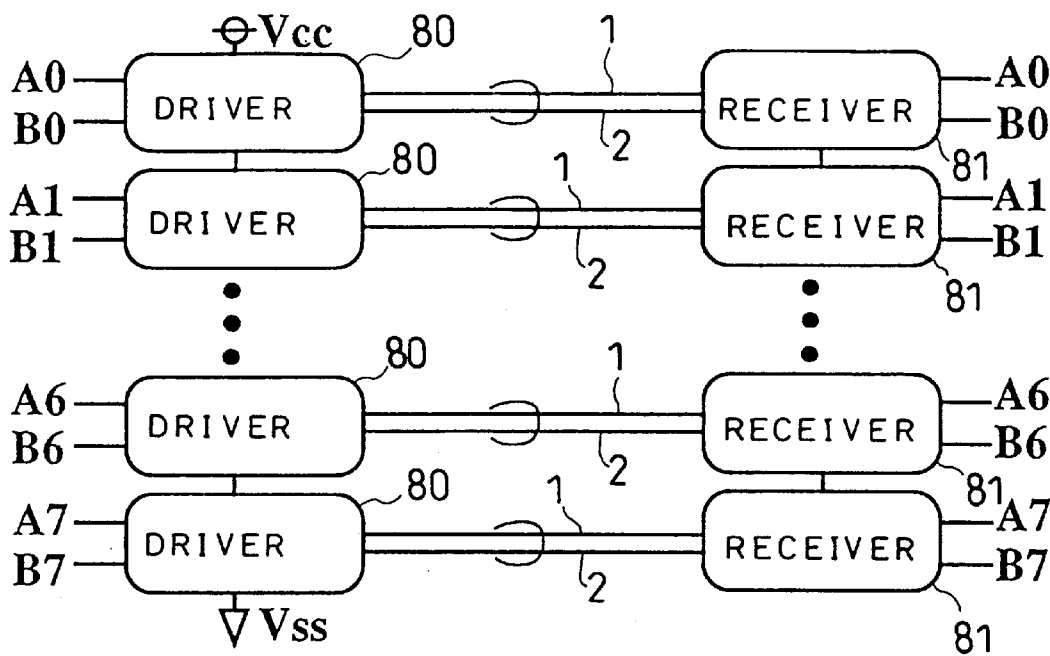 Vcc 80 1
A0 DRIVER RECEIVER A0
B0 2 B0
80 81
A1 DRIVER 1 RECEIVER A1
B1 2 B1
81
80 1
A6 DRIVER RECEIVER A6
B6 2 B6
80 81
A7 DRIVER 1 RECEIVER A7
B7 2 B7
Vss 81